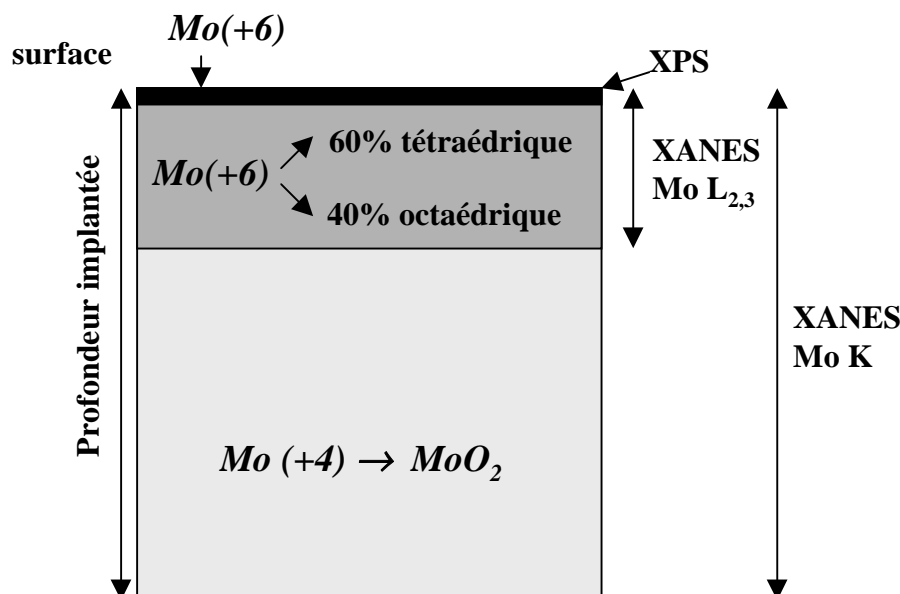 Mo(+6)
surface
XPS
Mo(+6)
60% tétraédrique
40% octaédrique
XANES
Mo L2,3
Profondeur implantée
XANES
Mo K
Mo (+4) → MoO2